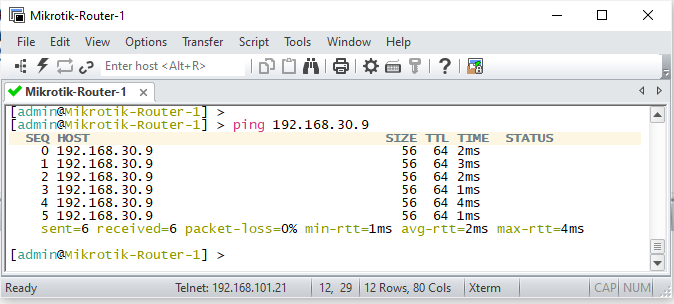 Mikrotik-Router-1
File Edit View Options Transfer Script Tools Window Help
Enter host <Alt+R>
Mikrotik-Router-1
[admin@Mikrotik-Router-1] >
[admin@Mikrotik-Router-1] > ping 192.168.30.9
SEQ HOST SIZE TTL TIME STATUS
0 192.168.30.9 56 64 2ms
1 192.168.30.9 56 64 3ms
2 192.168.30.9 56 64 2ms
3 192.168.30.9 56 64 1ms
4 192.168.30.9 56 64 4ms
5 192.168.30.9 56 64 1ms
sent=6 received=6 packet-loss=0% min-rtt=1ms avg-rtt=2ms max-rtt=4ms
[admin@Mikrotik-Router-1] >
Ready Telnet: 192.168.101.21 12, 29 12 Rows, 80 Cols Xterm CAP NUM